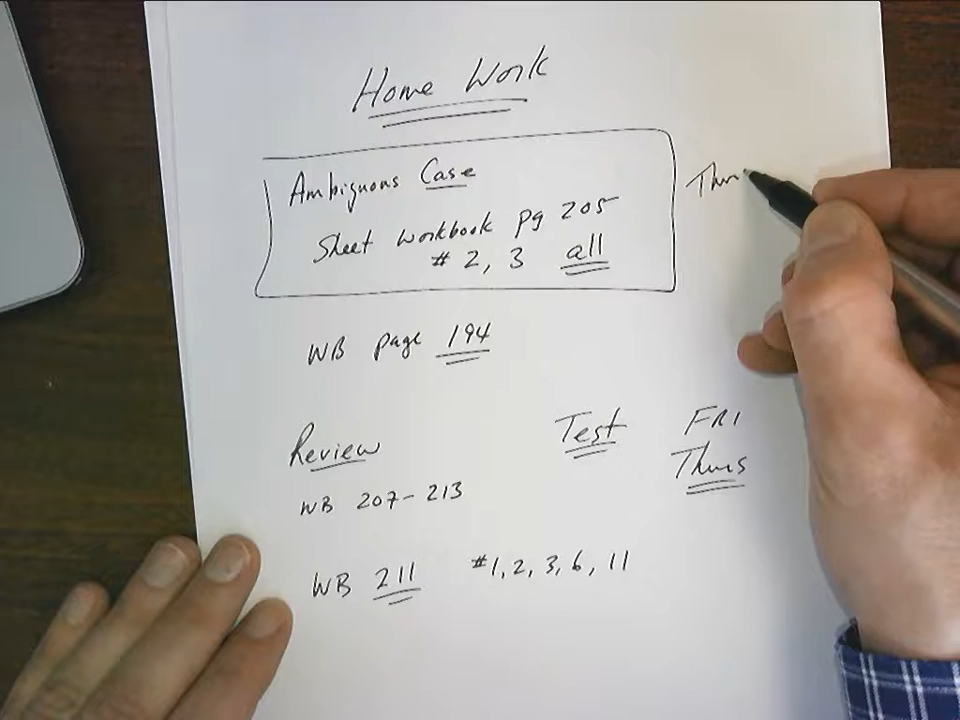 Home Work
Ambiguous Case
Sheet Workbook pg 205
# 2, 3 all
WB page 194
Review
WB 207-213
WB 211 #1, 2, 3, 6, 11
Test FRI
Thurs